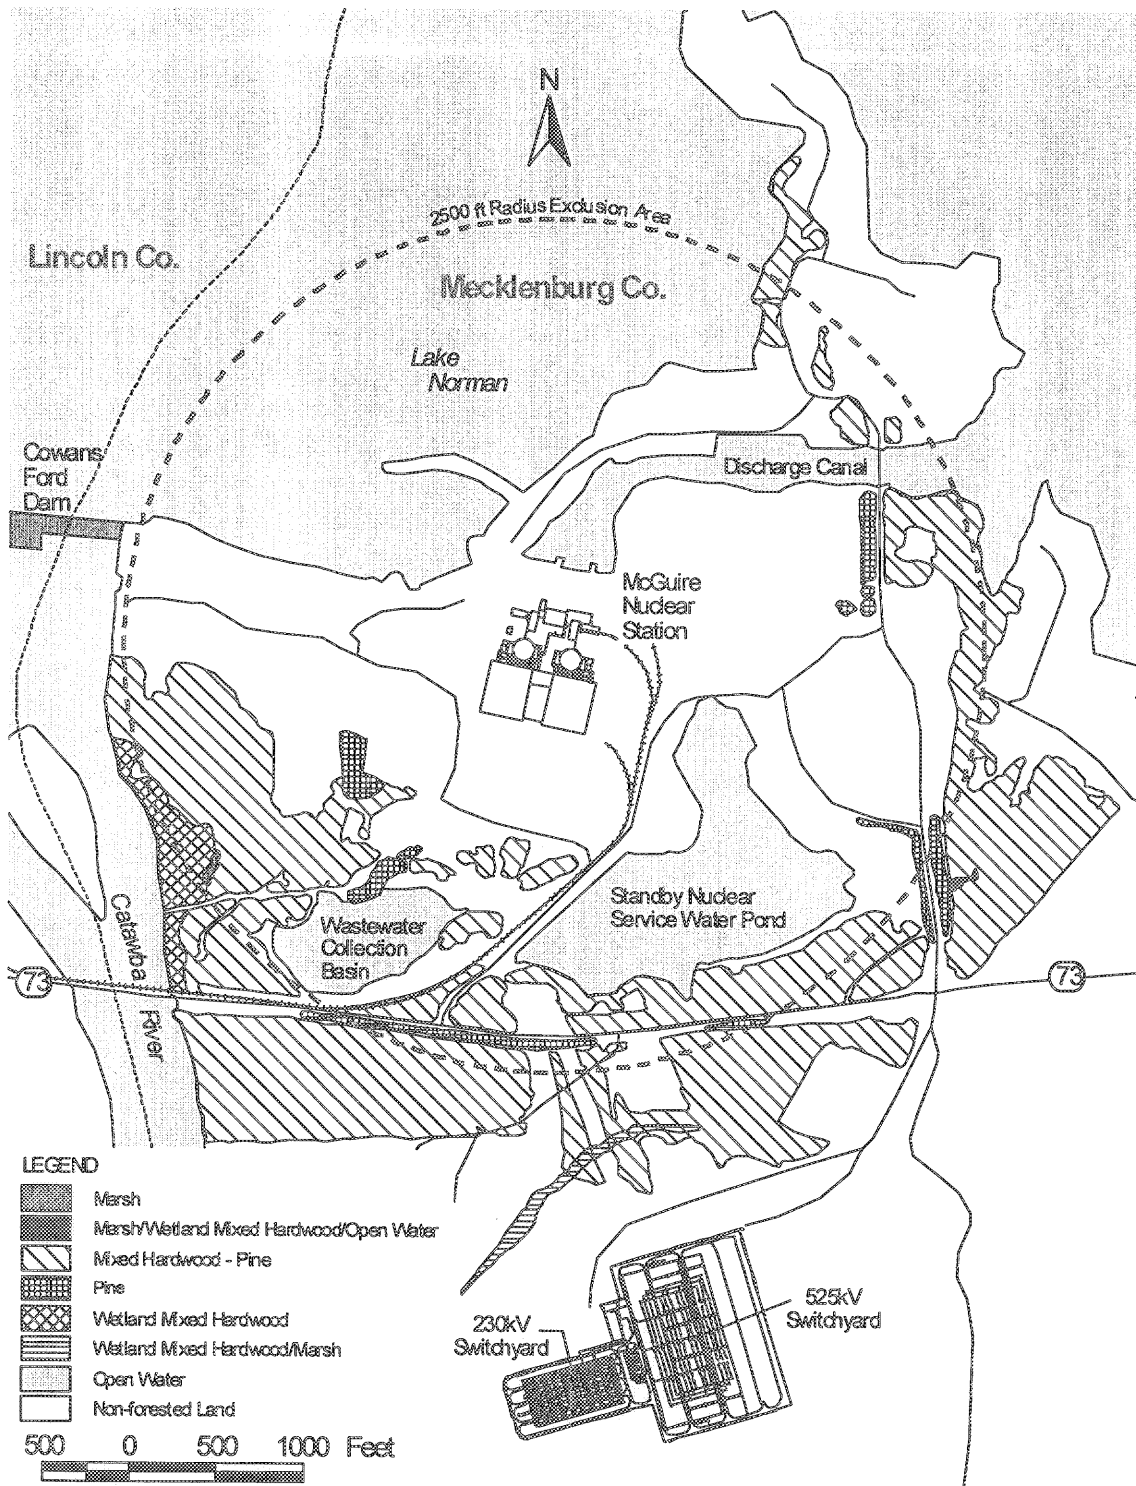 N
2500 ft Radius Exclusion Area
Lincoln Co.
Mecklenburg Co.
Lake
Norman
Cowans
Ford
Dam
Discharge Canal
McGuire
Nuclear
Station
Standby Nuclear
Service Water Pond
Wastewater
Collection
Basin
Catawba
River
73
73
LEGEND
Marsh
Marsh/Wetland Mixed Hardwood/Open Water
Mixed Hardwood - Pine
Pine
Wetland Mixed Hardwood
Wetland Mixed Hardwood/Marsh
Open Water
Non-forested Land
500 0 500 1000 Feet
230kV
Switchyard
525kV
Switchyard